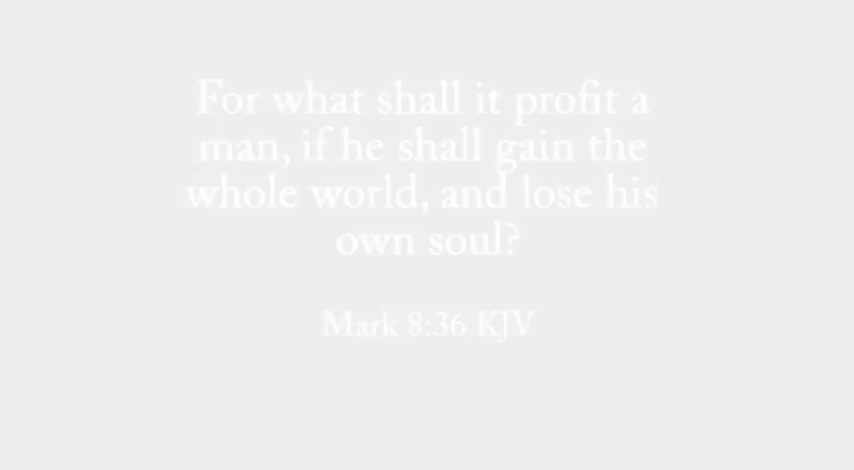 For what shall it profit a
man, if he shall gain the
whole world, and lose his
own soul?
Mark 8:36 KJV